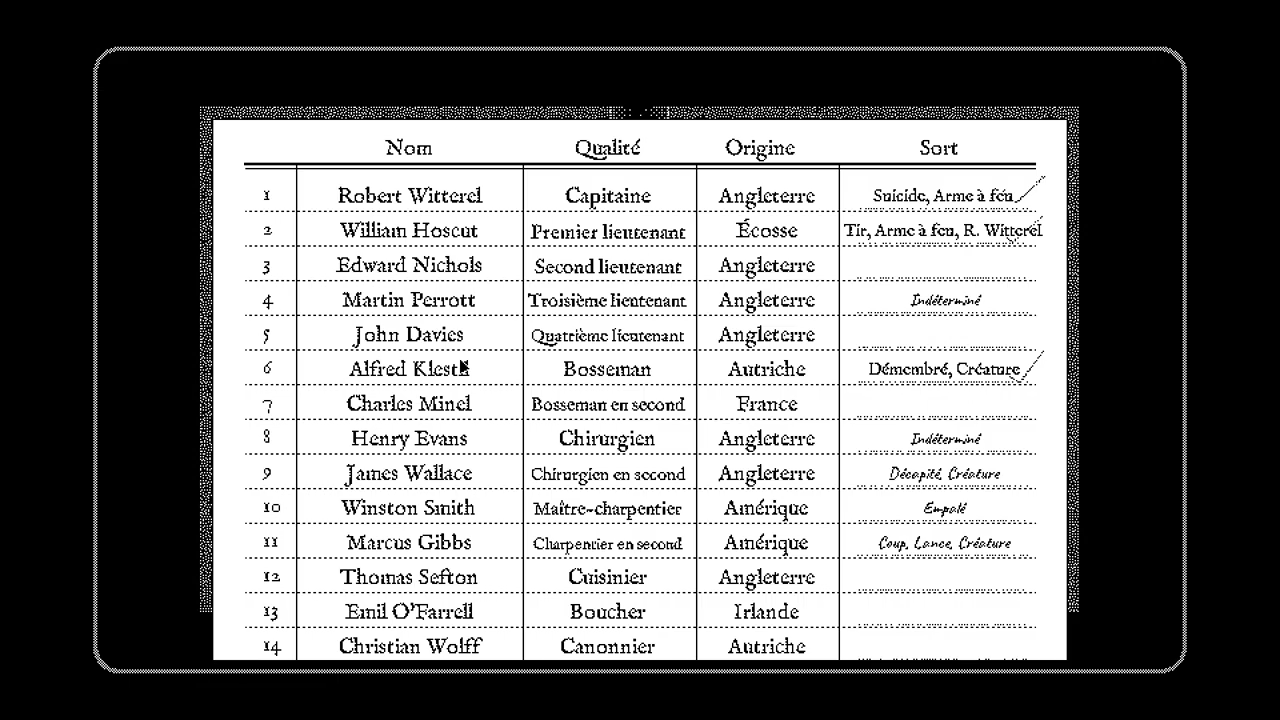 Nom Qualité Origine Sort
1 Robert Witterel Capitaine Angleterre Suicide, Arme à feu
2 William Hoscut Premier lieutenant Écosse Tir, Arme à feu, R. Witterel
3 Edward Nichols Second lieutenant Angleterre
4 Martin Perrott Troisième lieutenant Angleterre Indéterminé
5 John Davies Quatrième lieutenant Angleterre
6 Alfred Klestil Bosseman Autriche Démembré, Créature
7 Charles Miner Bosseman en second France
8 Henry Evans Chirurgien Angleterre Indéterminé
9 James Wallace Chirurgien en second Angleterre Décapité, Créature
10 Winston Smith Maître-charpentier Amérique Empalé
11 Marcus Gibbs Charpentier en second Amérique Coup, Lance, Créature
12 Thomas Sefton Cuisinier Angleterre
13 Emil O'Farrell Boucher Irlande
14 Christian Wolff Canonnier Autriche